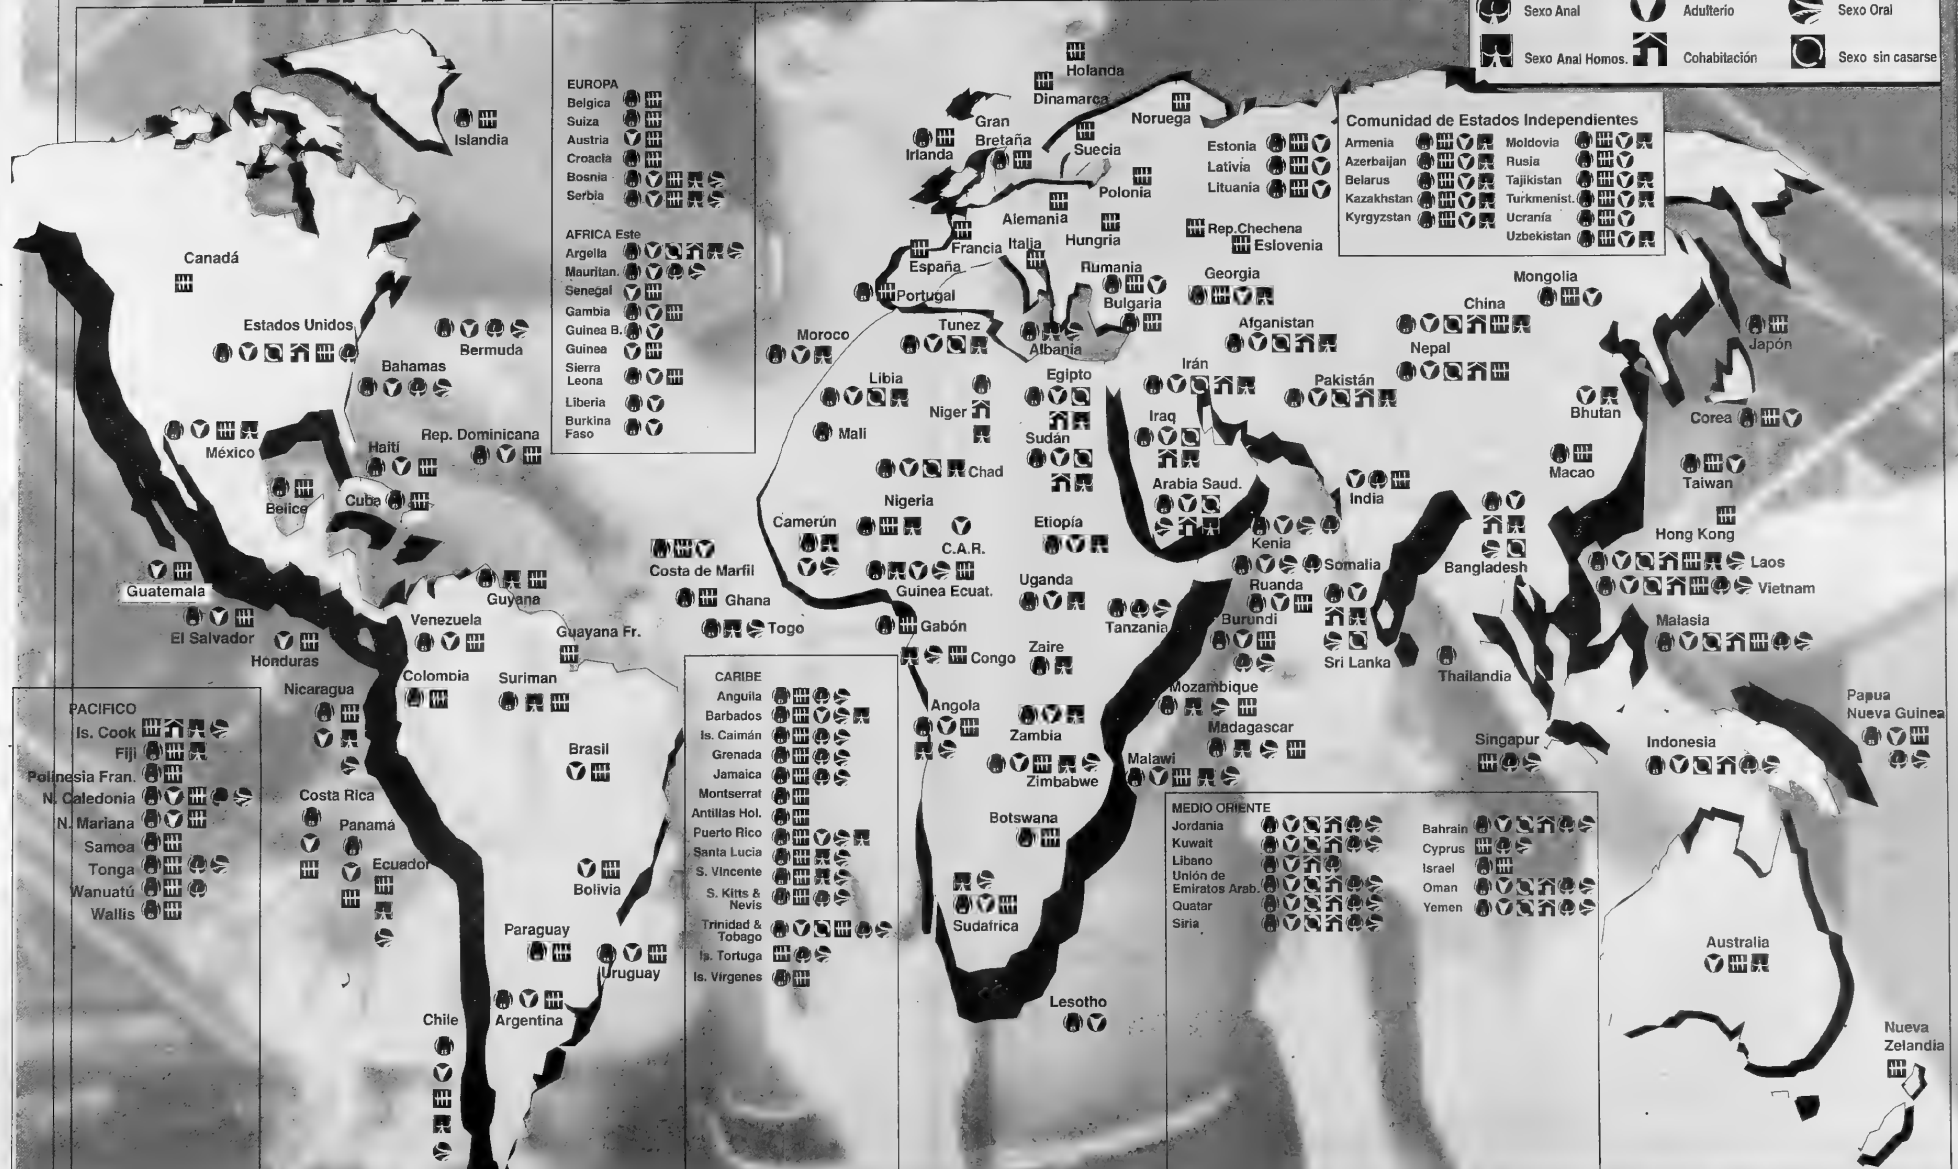 Sexo Anal
Adulterio
Sexo Oral
Sexo Anal Homos.
Cohabitación
Sexo sin casarse
Islandia
Canadá
Estados Unidos
Bermuda
Bahamas
México
Haití
Rep. Dominicana
Belice
Cuba
Guatemala
El Salvador
Honduras
Guyana
Venezuela
Guayana Fr.
Colombia
Suriman
Nicaragua
Brasil
Costa Rica
Panamá
Ecuador
Bolivia
Paraguay
Uruguay
Chile
Argentina
EUROPA
Belgica
Suiza
Austria
Croacia
Bosnia
Serbia
AFRICA Este
Argelia
Mauritan.
Senegal
Gambia
Guinea B.
Guinea
Sierra
Leona
Liberia
Burkina
Faso
Holanda
Dinamarca
Noruega
Gran
Bretaña
Irlanda
Suecia
Polonia
Alemania
Francia
Italia
Hungria
España
Portugal
Rumania
Bulgaria
Albania
Estonia
Lativia
Lituania
Rep.Chechena
Eslovenia
Georgia
Comunidad de Estados Independientes
Armenia
Azerbaijan
Belarus
Kazakhstan
Kyrgyzstan
Moldovia
Rusia
Tajikistan
Turkmenist.
Ucranía
Uzbekistan
Mongolia
China
Nepal
Afganistan
Irán
Pakistán
Japón
Bhutan
Corea
Macao
Taiwan
Hong Kong
Moroco
Tunez
Libia
Niger
Egipto
Iraq
Mali
Chad
Sudán
Arabia Saud.
India
Nigeria
Camerún
C.A.R.
Etiopía
Kenia
Bangladesh
Laos
Vietnam
Costa de Marfil
Guinea Ecuat.
Uganda
Somalia
Ruanda
Ghana
Togo
Gabón
Tanzania
Burundi
Sri Lanka
Malasia
Thailandia
Congo
Zaire
Angola
Zambia
Mozambique
Madagascar
Zimbabwe
Malawi
Singapur
Indonesia
Papua
Nueva Guinea
Botswana
Sudafrica
Lesotho
Australia
Nueva
Zelandia
PACIFICO
Is. Cook
Fiji
Polinesia Fran.
N. Caledonia
N. Mariana
Samoa
Tonga
Wanuatú
Wallis
CARIBE
Anguila
Barbados
Is. Caimán
Grenada
Jamaica
Montserrat
Antillas Hol.
Puerto Rico
Santa Lucia
S. Vincente
S. Kitts &
Nevis
Trinidad &
Tobago
Is. Tortuga
Is. Virgenes
MEDIO ORIENTE
Jordania
Kuwait
Libano
Unión de
Emiratos Arab.
Quatar
Siria
Bahrain
Cyprus
Israel
Oman
Yemen